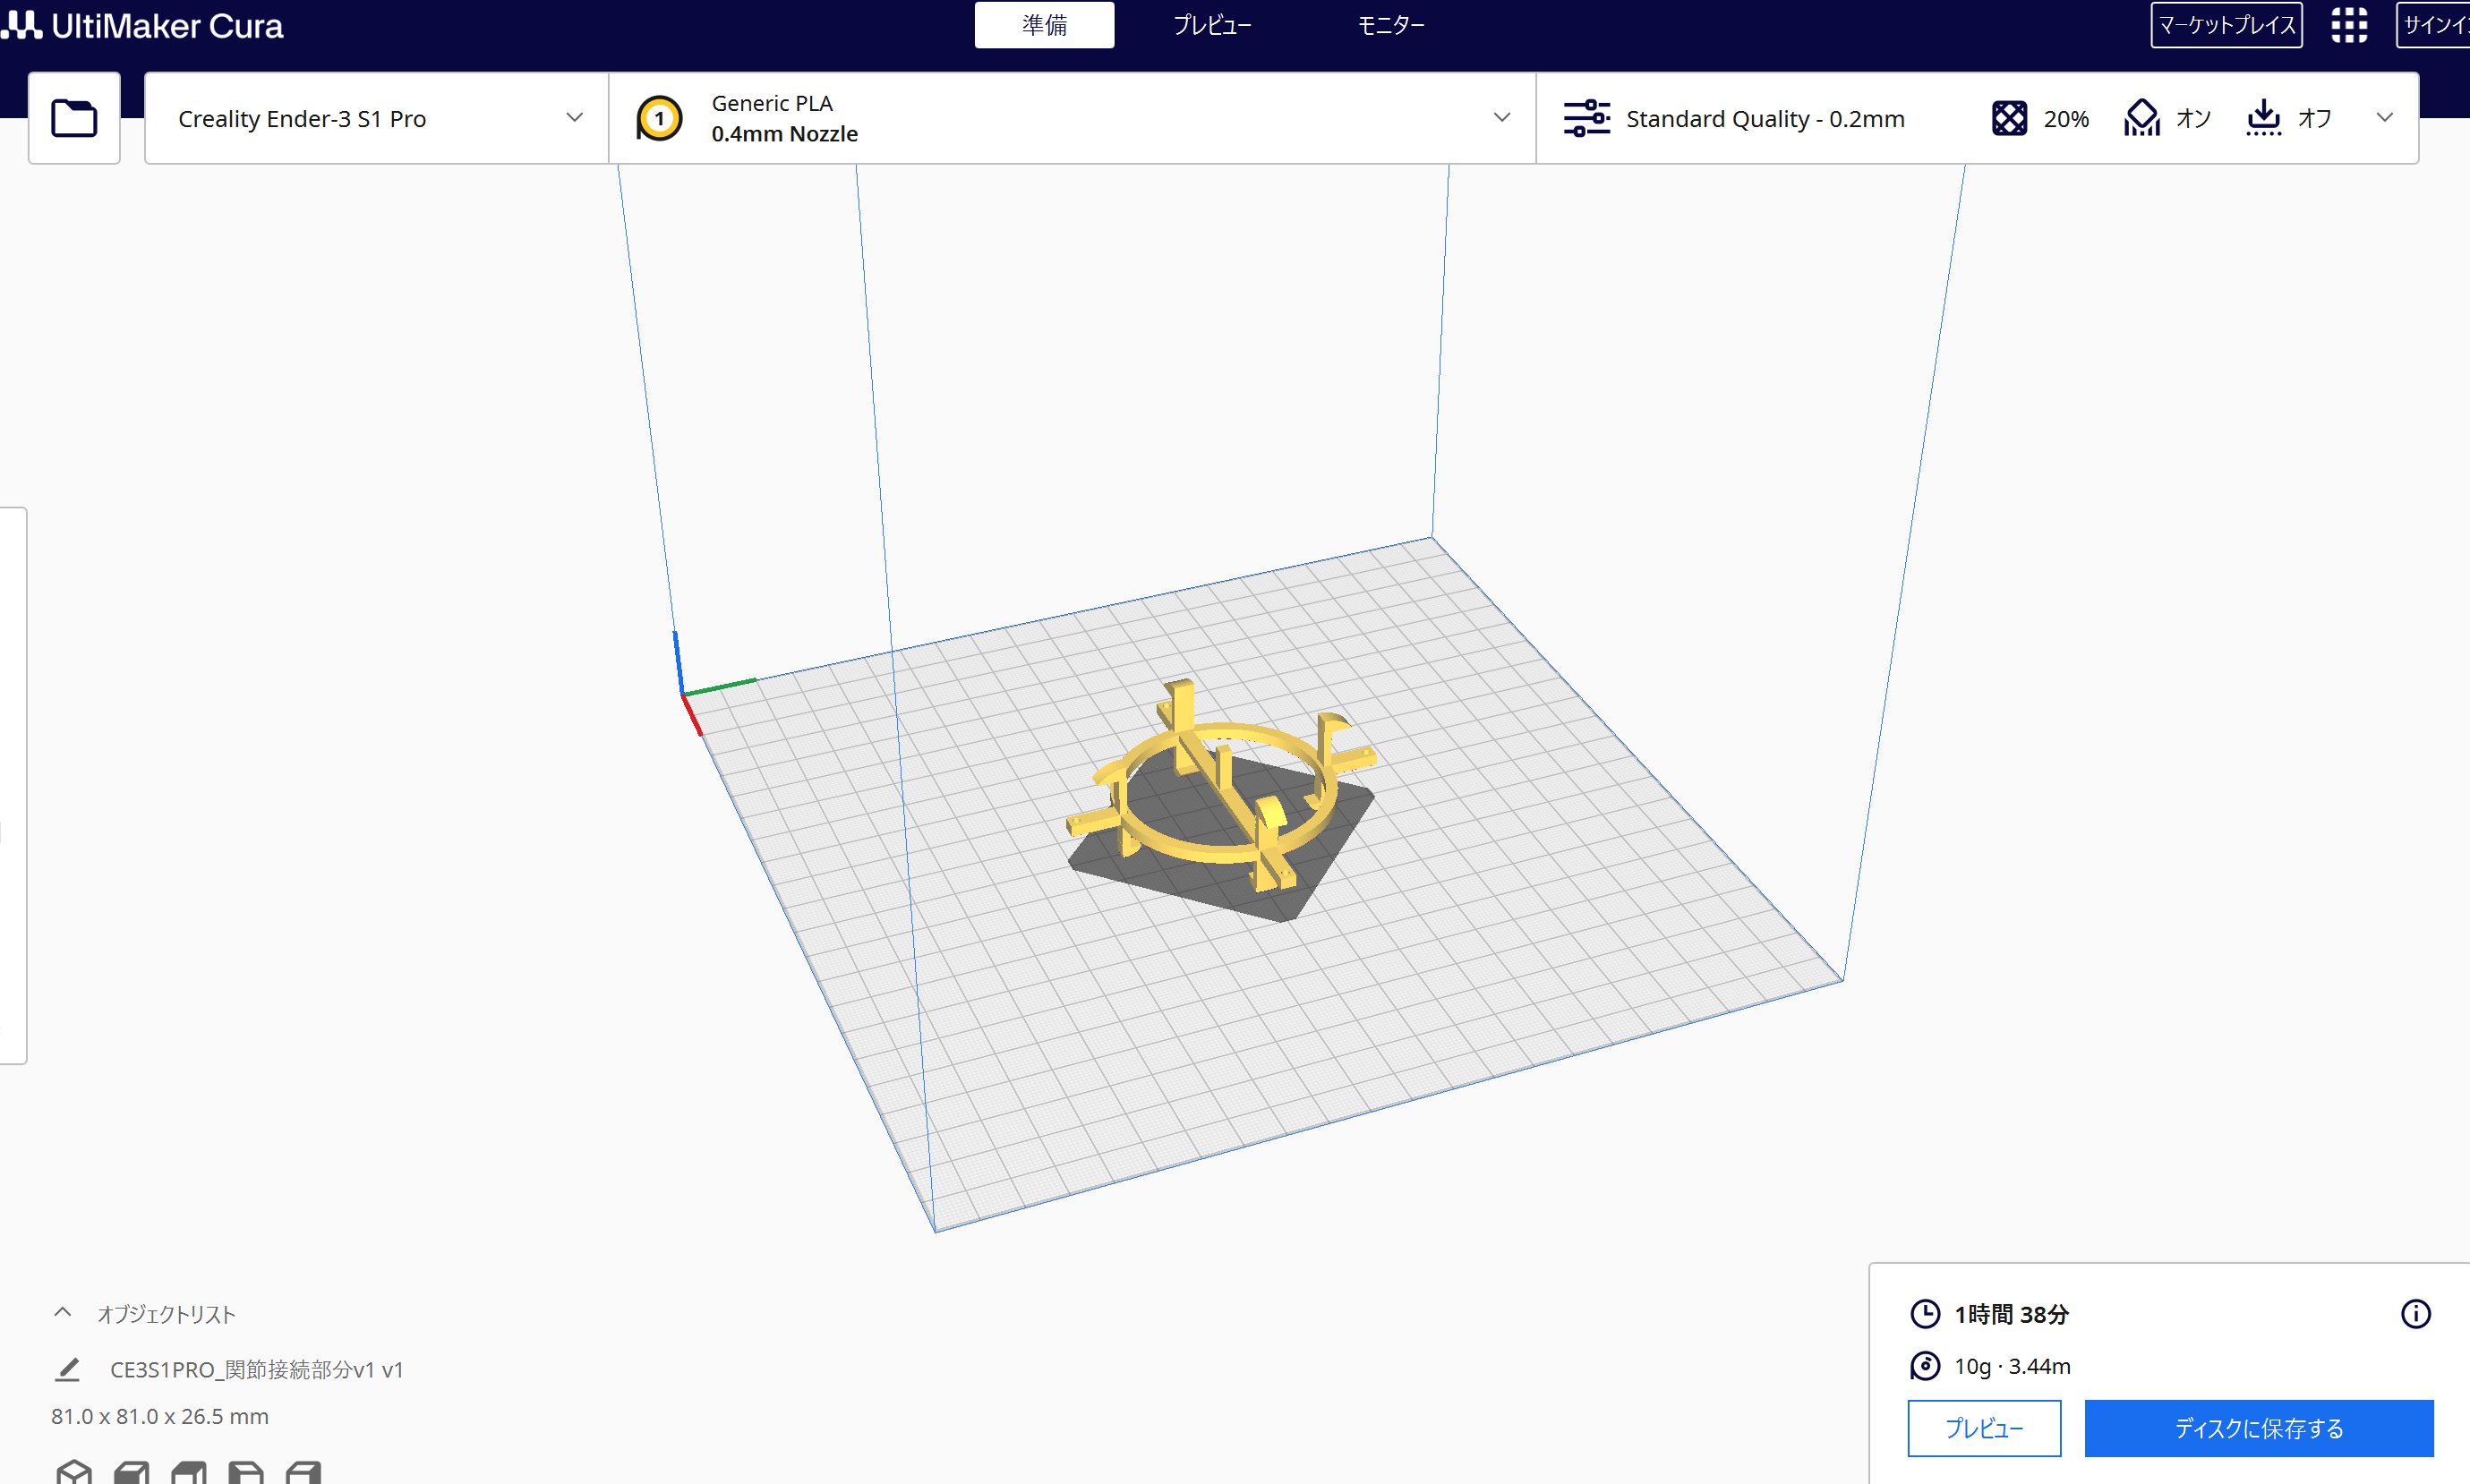 UltiMaker Cura
準備
プレビュー
モニター
マーケットプレイス
Creality Ender-3 S1 Pro
1
Generic PLA
0.4mm Nozzle
Standard Quality - 0.2mm
20%
オン
オフ
オブジェクトリスト
CE3S1PRO_関節接続部分v1 v1
81.0 x 81.0 x 26.5 mm
1時間 38分
10g · 3.44m
プレビュー
ディスクに保存する